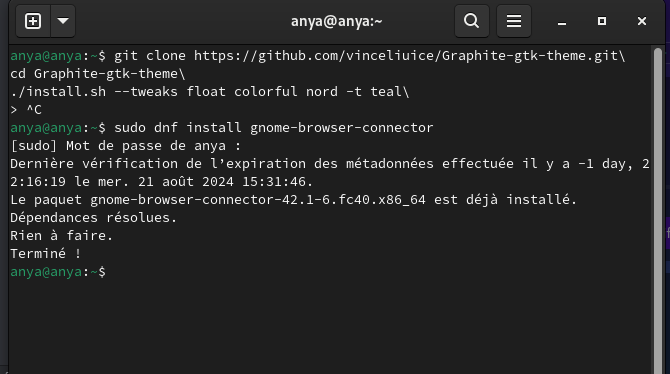 anya@anya:~
anya@anya:~$ git clone https://github.com/vinceliuice/Graphite-gtk-theme.git\
cd Graphite-gtk-theme\
./install.sh --tweaks float colorful nord -t teal\
> ^C
anya@anya:~$ sudo dnf install gnome-browser-connector
[sudo] Mot de passe de anya :
Dernière vérification de l’expiration des métadonnées effectuée il y a -1 day, 2
2:16:19 le mer. 21 août 2024 15:31:46.
Le paquet gnome-browser-connector-42.1-6.fc40.x86_64 est déjà installé.
Dépendances résolues.
Rien à faire.
Terminé !
anya@anya:~$